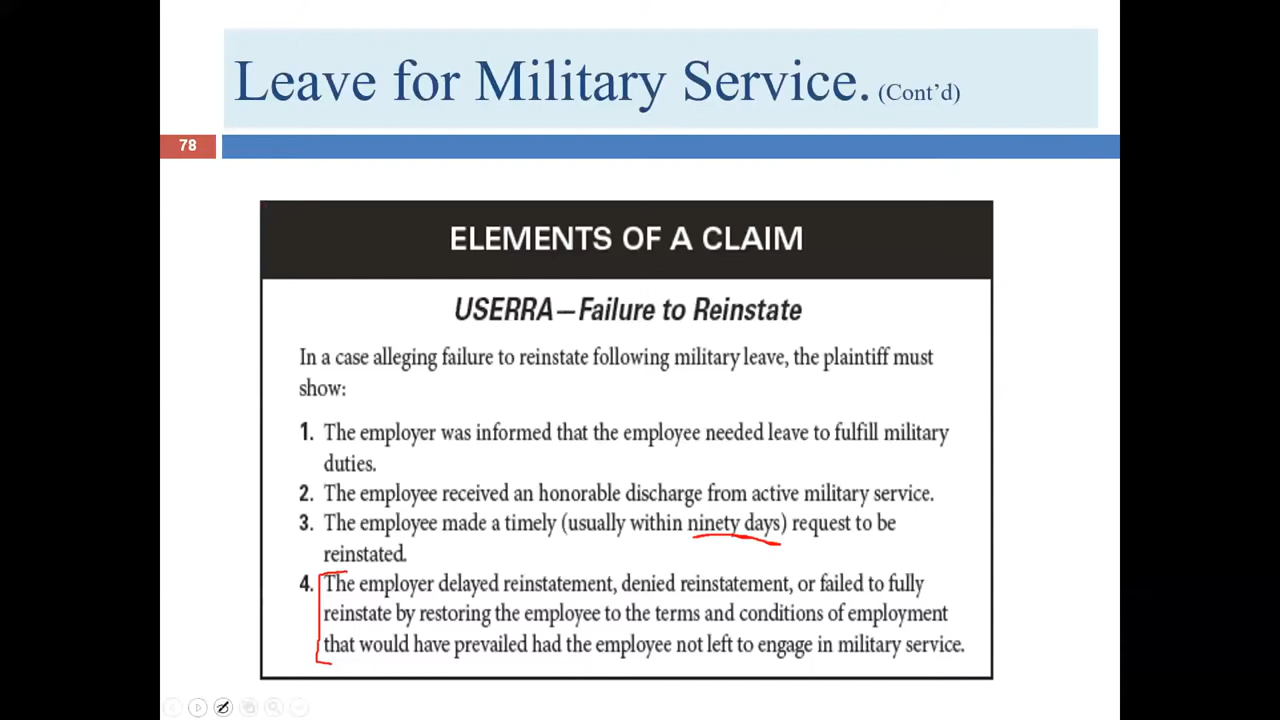 Leave for Military Service. (Cont’d)
78
ELEMENTS OF A CLAIM
USERRA—Failure to Reinstate
In a case alleging failure to reinstate following military leave, the plaintiff must
show:
1. The employer was informed that the employee needed leave to fulfill military
duties.
2. The employee received an honorable discharge from active military service.
3. The employee made a timely (usually within ninety days) request to be
reinstated.
4. The employer delayed reinstatement, denied reinstatement, or failed to fully
reinstate by restoring the employee to the terms and conditions of employment
that would have prevailed had the employee not left to engage in military service.